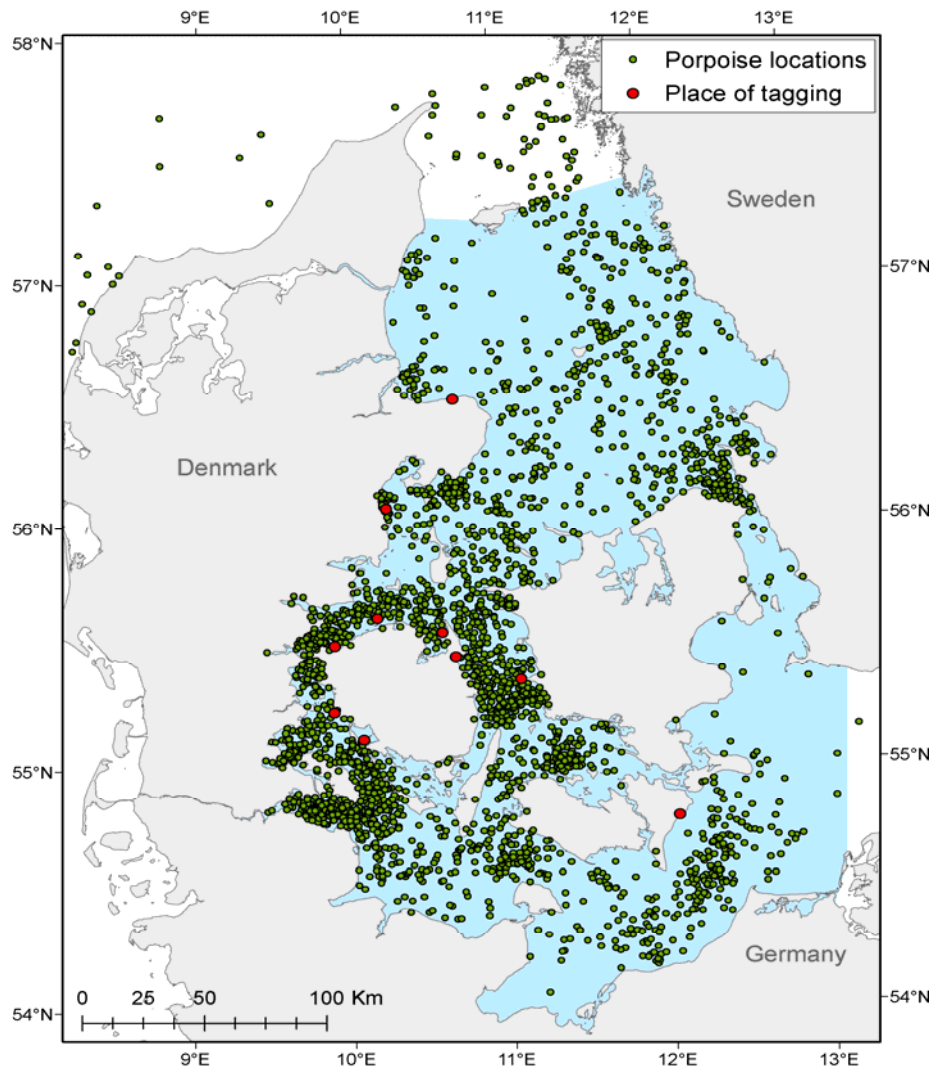 9°E 10°E 11°E 12°E 13°E
58°N
Porpoise locations
Place of tagging
Sweden
57°N 57°N
Denmark
56°N 56°N
55°N 55°N
Germany
0 25 50 100 Km
54°N 54°N
9°E 10°E 11°E 12°E 13°E